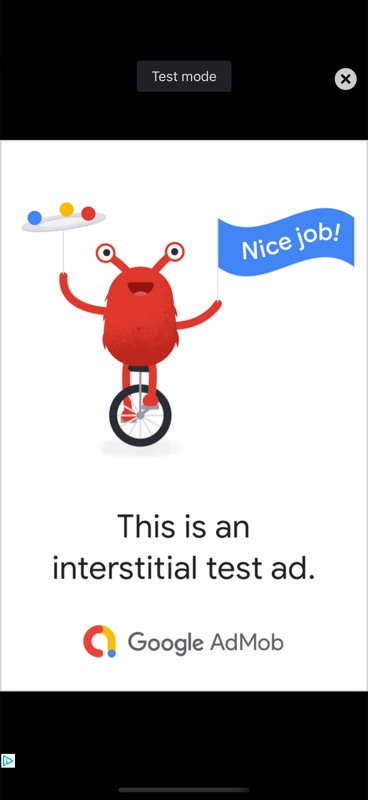 Test mode
Nice job!
This is an
interstitial test ad.
Google AdMob